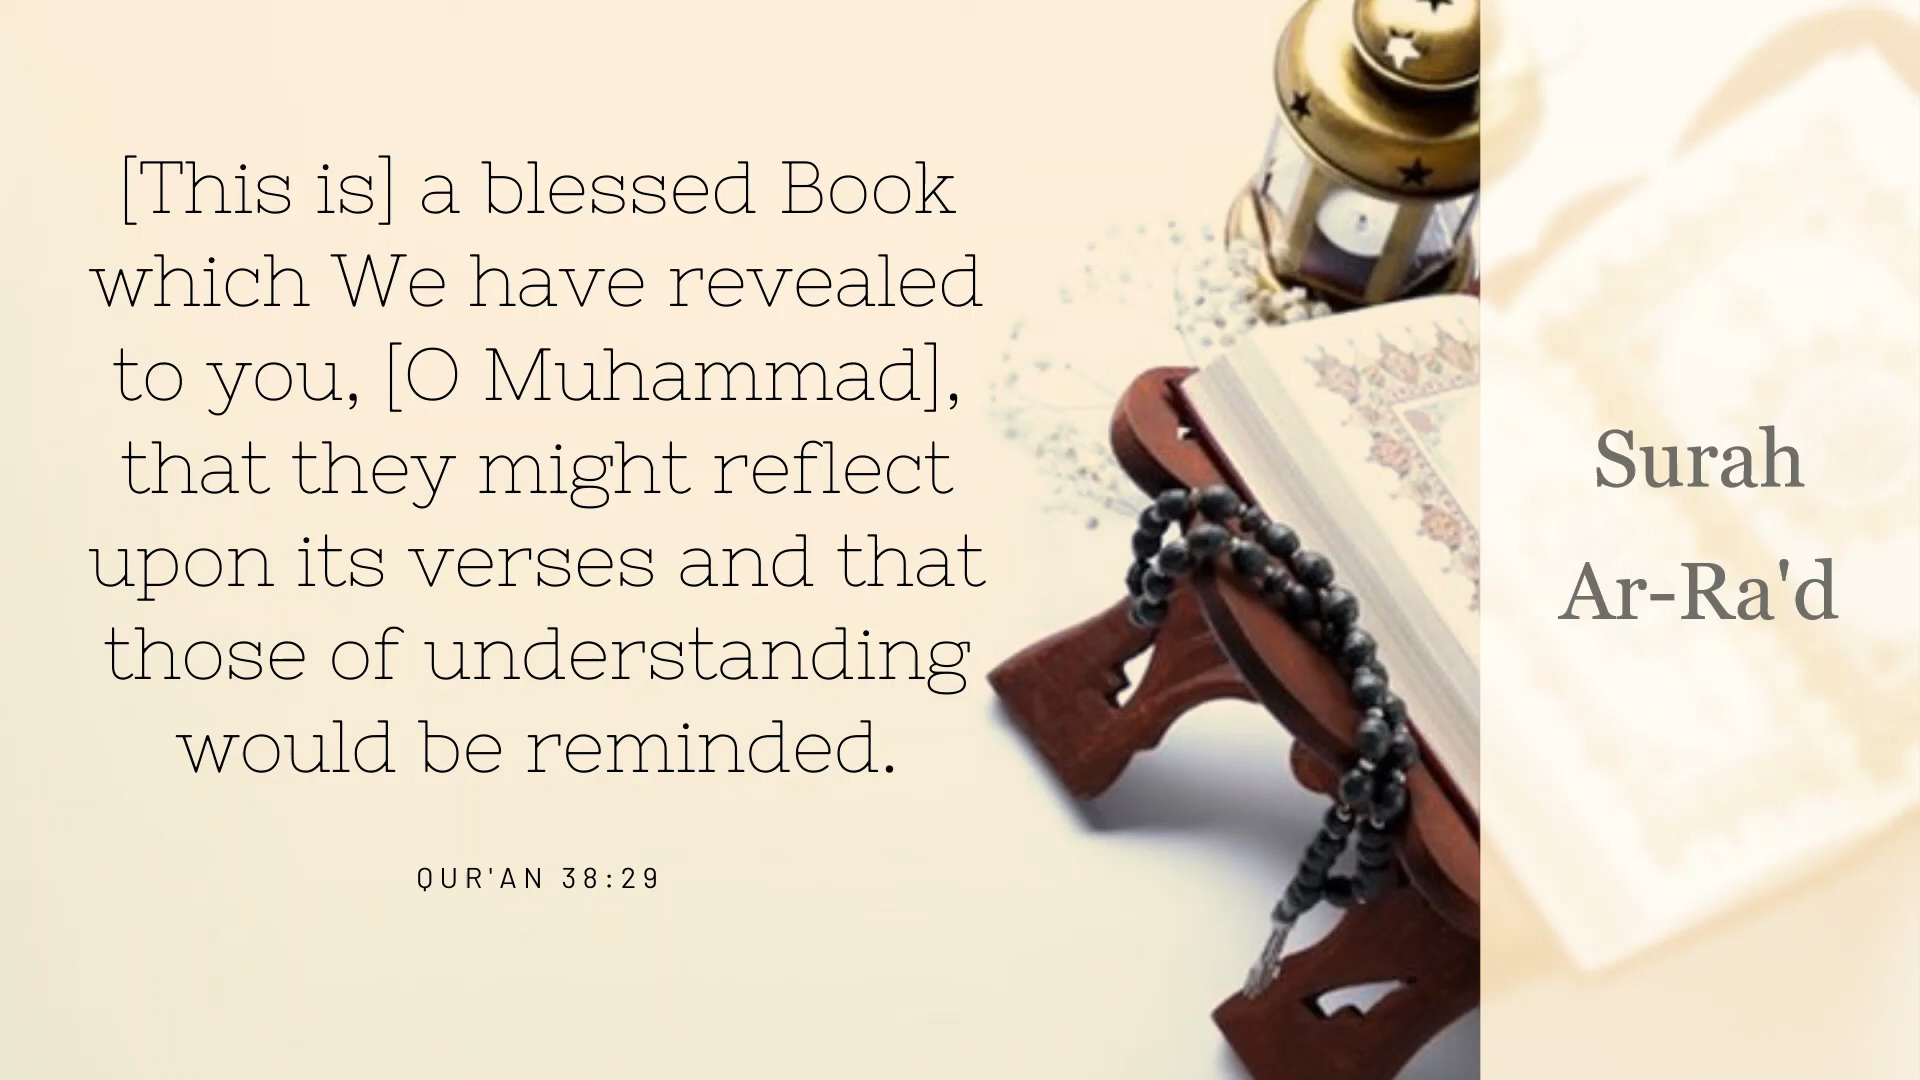 [This is] a blessed Book
which We have revealed
to you, [O Muhammad],
that they might reflect
upon its verses and that
those of understanding
would be reminded.
QUR'AN 38:29
Surah
Ar-Ra'd